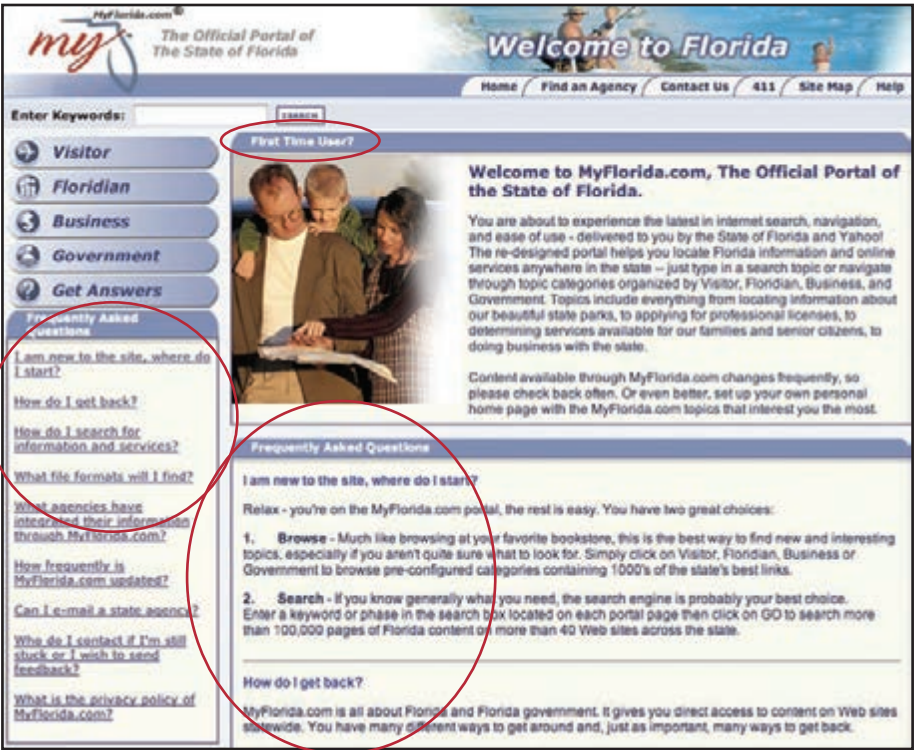 MyFlorida.com®
my
The Official Portal of
The State of Florida
Welcome to Florida
Home / Find an Agency / Contact Us / 411 / Site Map / Help
Enter Keywords:
SEARCH
Visitor
Floridian
Business
Government
Get Answers
Frequently Asked
Questions
I am new to the site, where do
I start?
How do I get back?
How do I search for
information and services?
What file formats will I find?
What agencies have
integrated their information
through MyFlorida.com?
How frequently is
MyFlorida.com updated?
Can I e-mail a state agency?
Who do I contact if I'm still
stuck or I wish to send
feedback?
What is the privacy policy of
MyFlorida.com?
First Time User?
Welcome to MyFlorida.com, The Official Portal of
the State of Florida.
You are about to experience the latest in internet search, navigation,
and ease of use - delivered to you by the State of Florida and Yahoo!
The re-designed portal helps you locate Florida information and online
services anywhere in the state -- just type in a search topic or navigate
through topic categories organized by Visitor, Floridian, Business, and
Government. Topics include everything from locating information about
our beautiful state parks, to applying for professional licenses, to
determining services available for our families and senior citizens, to
doing business with the state.
Content available through MyFlorida.com changes frequently, so
please check back often. Or even better, set up your own personal
home page with the MyFlorida.com topics that interest you the most.
Frequently Asked Questions
I am new to the site, where do I start?
Relax - you're on the MyFlorida.com portal, the rest is easy. You have two great choices:
1. Browse - Much like browsing at your favorite bookstore, this is the best way to find new and interesting
topics, especially if you aren't quite sure what to look for. Simply click on Visitor, Floridian, Business or
Government to browse pre-configured categories containing 1000's of the state's best links.
2. Search - If you know generally what you need, the search engine is probably your best choice.
Enter a keyword or phase in the search box located on each portal page then click on GO to search more
than 100,000 pages of Florida content on more than 40 Web sites across the state.
How do I get back?
MyFlorida.com is all about Florida and Florida government. It gives you direct access to content on Web sites
statewide. You have many different ways to get around and, just as important, many ways to get back.